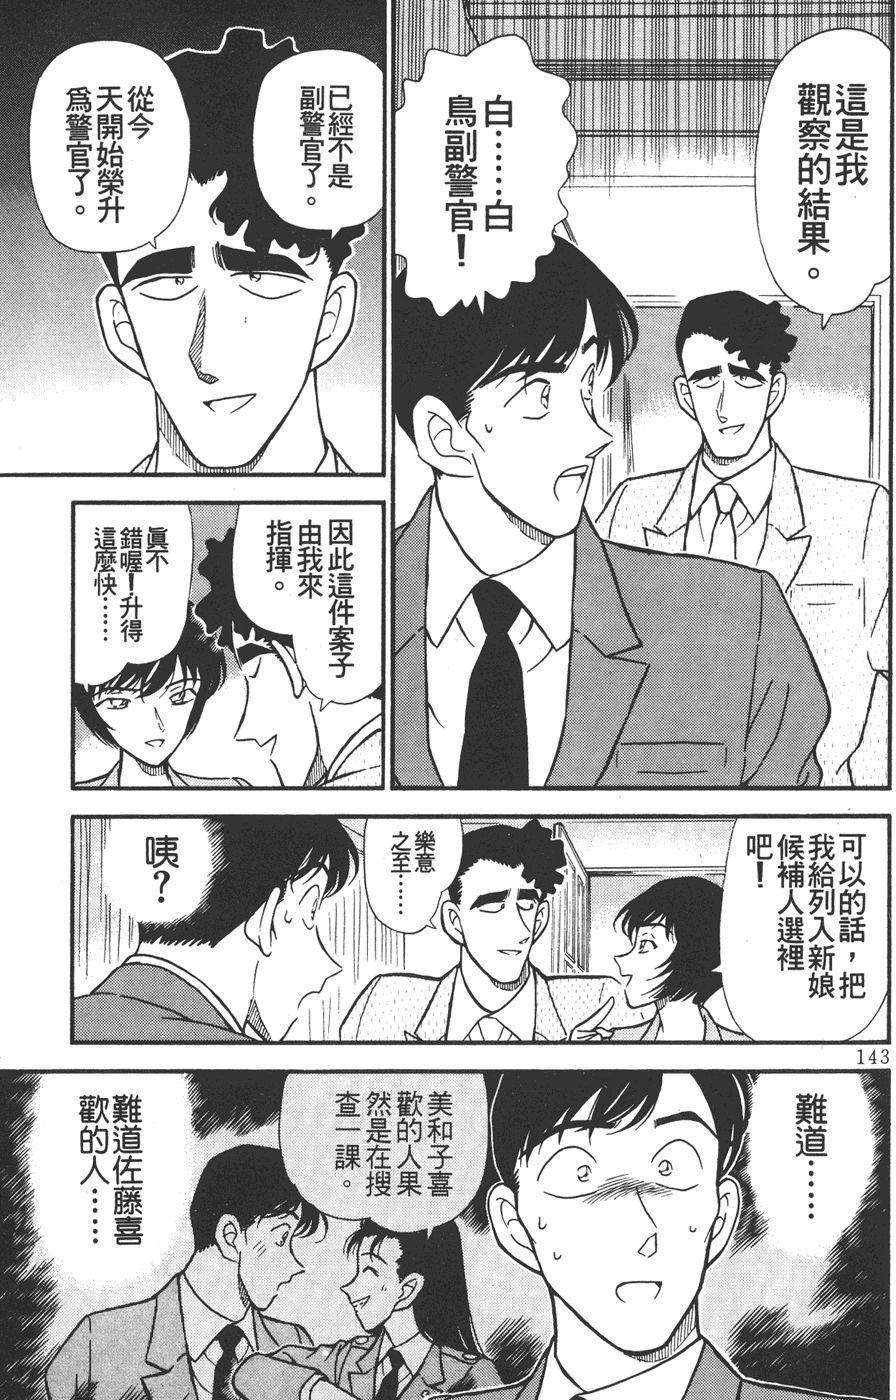 這是我
觀察的結果。
白……白
鳥副警官！
已經不是
副警官了。
從今
天開始榮升
爲警官了。
因此這件案子
由我來
指揮。
眞不
錯喔！升得
這麼快……
可以的話，把
我給列入新娘
候補人選裡
吧！
樂意
之至……
咦？
143
難道……
美和子喜
歡的人果
然是在搜
查一課。
難道佐藤喜
歡的人……